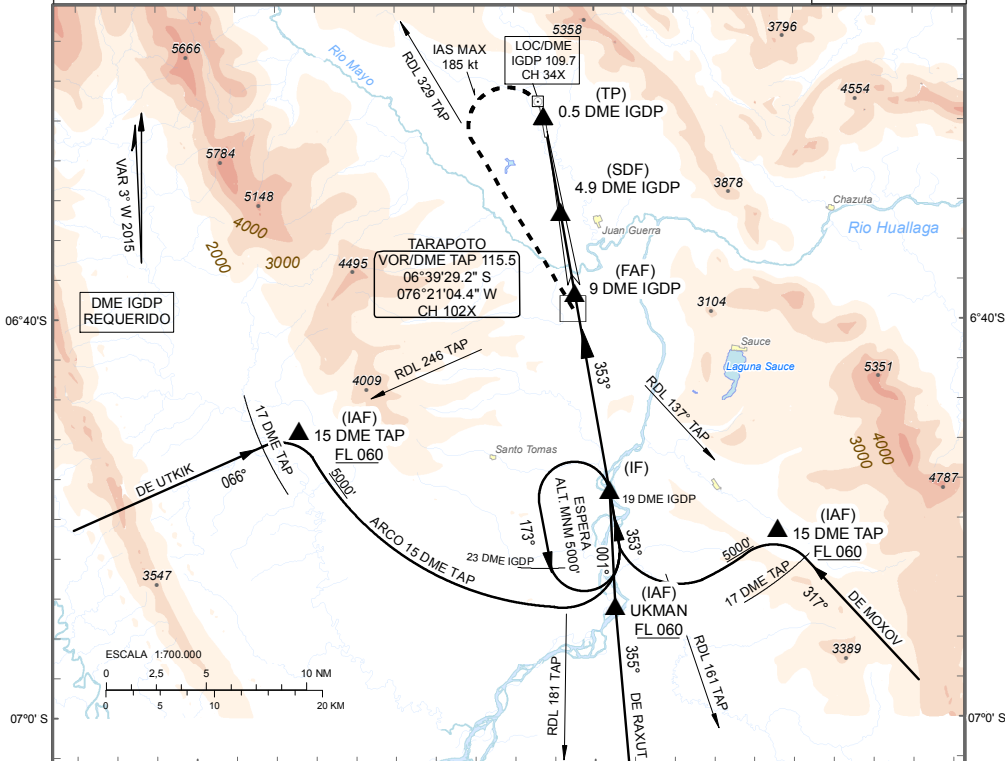 5666
5358
3796
4554
5784
5148
3878
4495
3104
4009
5351
4787
3547
3389
Rio Mayo
RDL 329 TAP
IAS MAX
185 kt
LOC/DME
IGDP 109.7
CH 34X
(TP)
0.5 DME IGDP
(SDF)
4.9 DME IGDP
(FAF)
9 DME IGDP
VAR 3° W 2015
4000
2000
3000
Juan Guerra
Chazuta
Rio Huallaga
TARAPOTO
VOR/DME TAP 115.5
06°39'29.2" S
076°21'04.4" W
CH 102X
DME IGDP
REQUERIDO
06°40'S
6°40'S
Sauce
Laguna Sauce
RDL 246 TAP
353°
RDL 137° TAP
4000
3000
17 DME TAP
(IAF)
15 DME TAP
FL 060
DE UTKIK
066°
5000'
ARCO 15 DME TAP
Santo Tomas
(IF)
19 DME IGDP
ESPERA
ALT. MNM 5000'
173°
001°
353°
23 DME IGDP
5000'
(IAF)
15 DME TAP
FL 060
17 DME TAP
317°
DE MOXOV
(IAF)
UKMAN
FL 060
355°
DE RAXUT
RDL 181 TAP
RDL 161 TAP
ESCALA 1:700.000
0 2,5 5 10 NM
0 5 10 20 KM
07°0' S
07°0' S